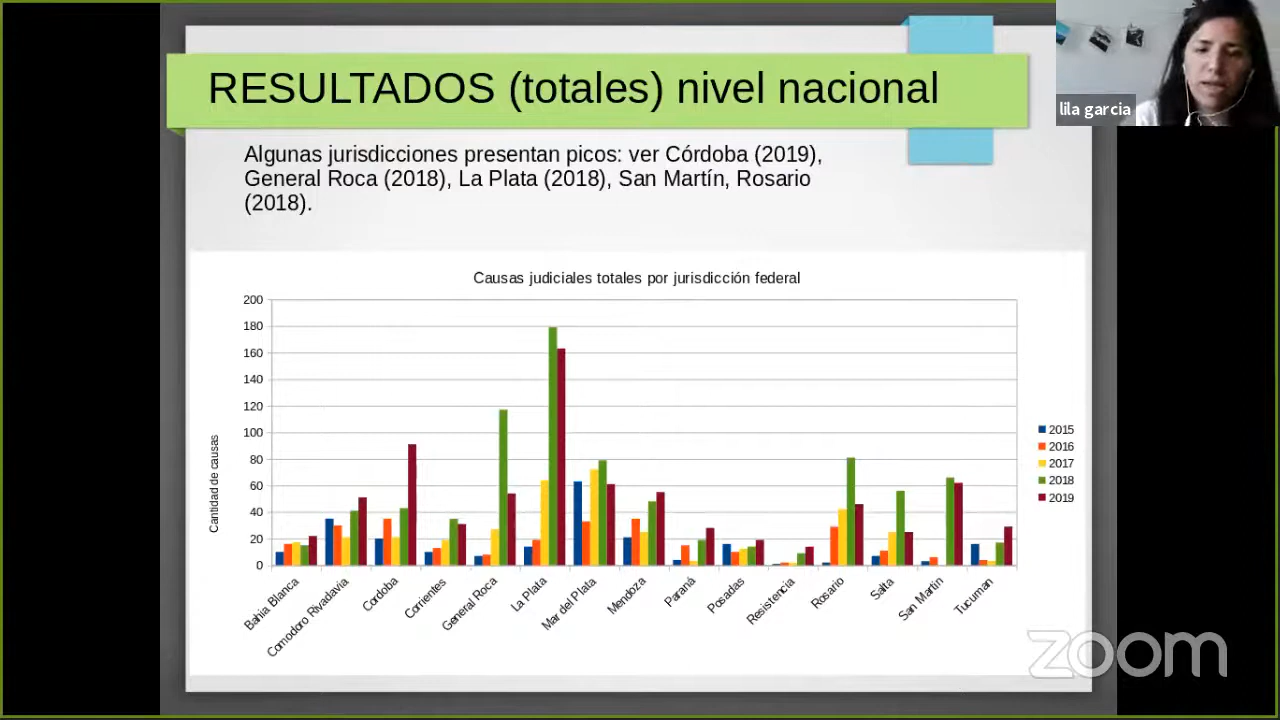 RESULTADOS (totales) nivel nacional
lila garcia
Algunas jurisdicciones presentan picos: ver Córdoba (2019),
General Roca (2018), La Plata (2018), San Martín, Rosario
(2018).
Causas judiciales totales por jurisdicción federal
Cantidad de causas
200
180
160
140
120
100
80
60
40
20
0
2015
2016
2017
2018
2019
Bahía Blanca
Comodoro Rivadavia
Córdoba
Corrientes
General Roca
La Plata
Mar del Plata
Mendoza
Paraná
Posadas
Resistencia
Rosario
Salta
San Martín
Tucuman
zoom